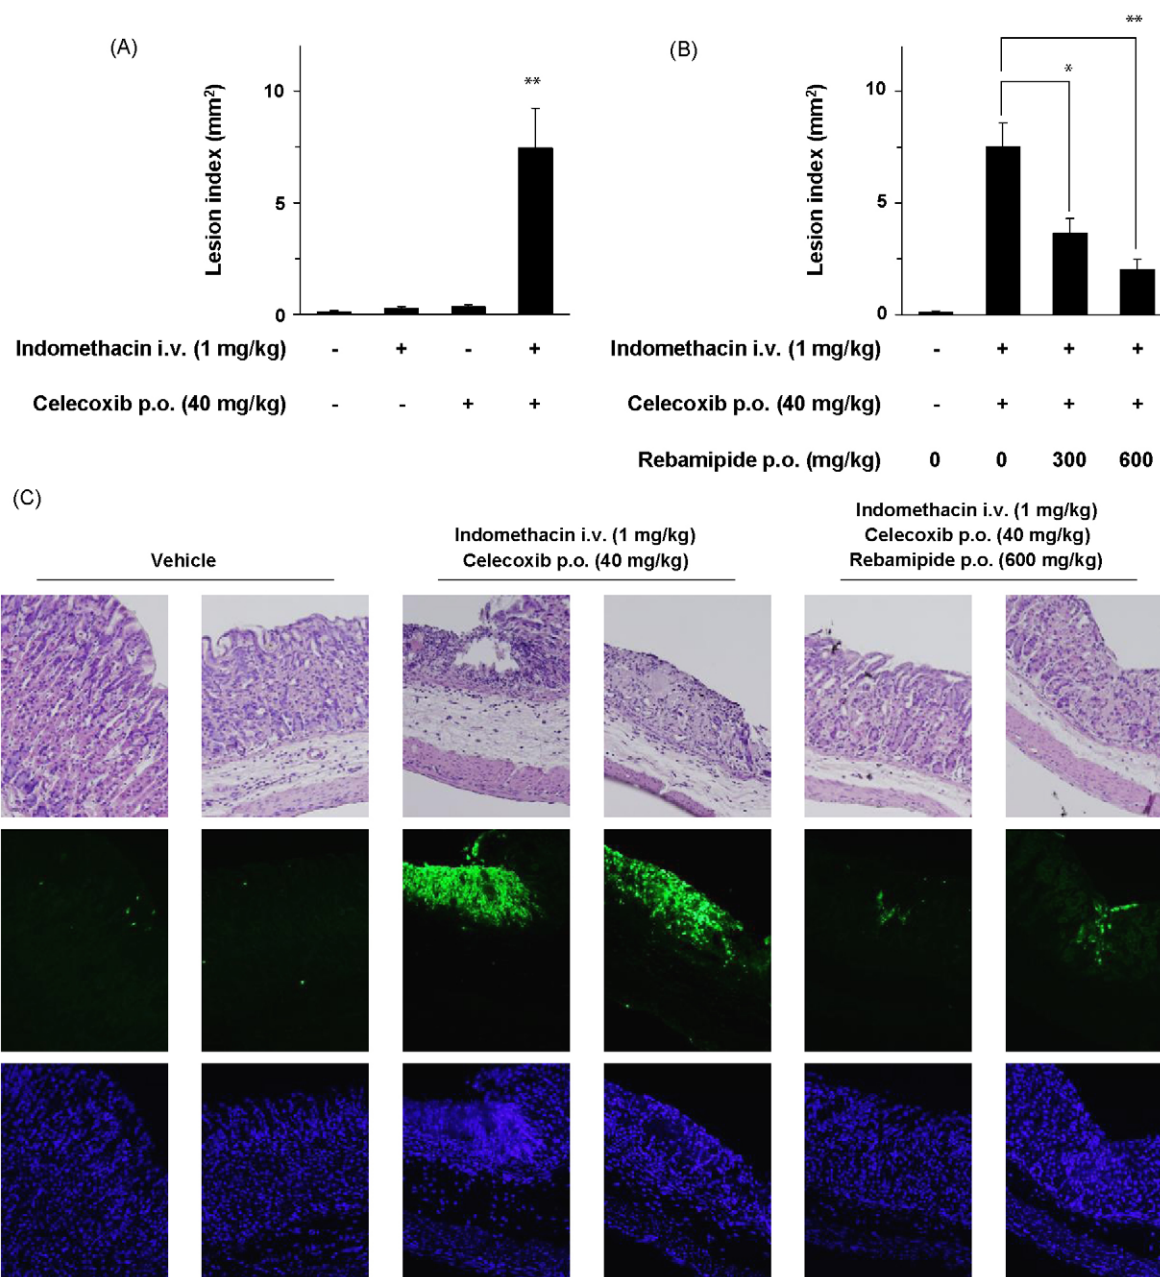 (A)
Lesion index (mm²)
10
5
0
**
Indomethacin i.v. (1 mg/kg) - + - +
Celecoxib p.o. (40 mg/kg) - - + +
(B)
Lesion index (mm²)
10
5
0
*
**
Indomethacin i.v. (1 mg/kg) - + + +
Celecoxib p.o. (40 mg/kg) - + + +
Rebamipide p.o. (mg/kg) 0 0 300 600
(C)
Vehicle
Indomethacin i.v. (1 mg/kg)
Celecoxib p.o. (40 mg/kg)
Indomethacin i.v. (1 mg/kg)
Celecoxib p.o. (40 mg/kg)
Rebamipide p.o. (600 mg/kg)